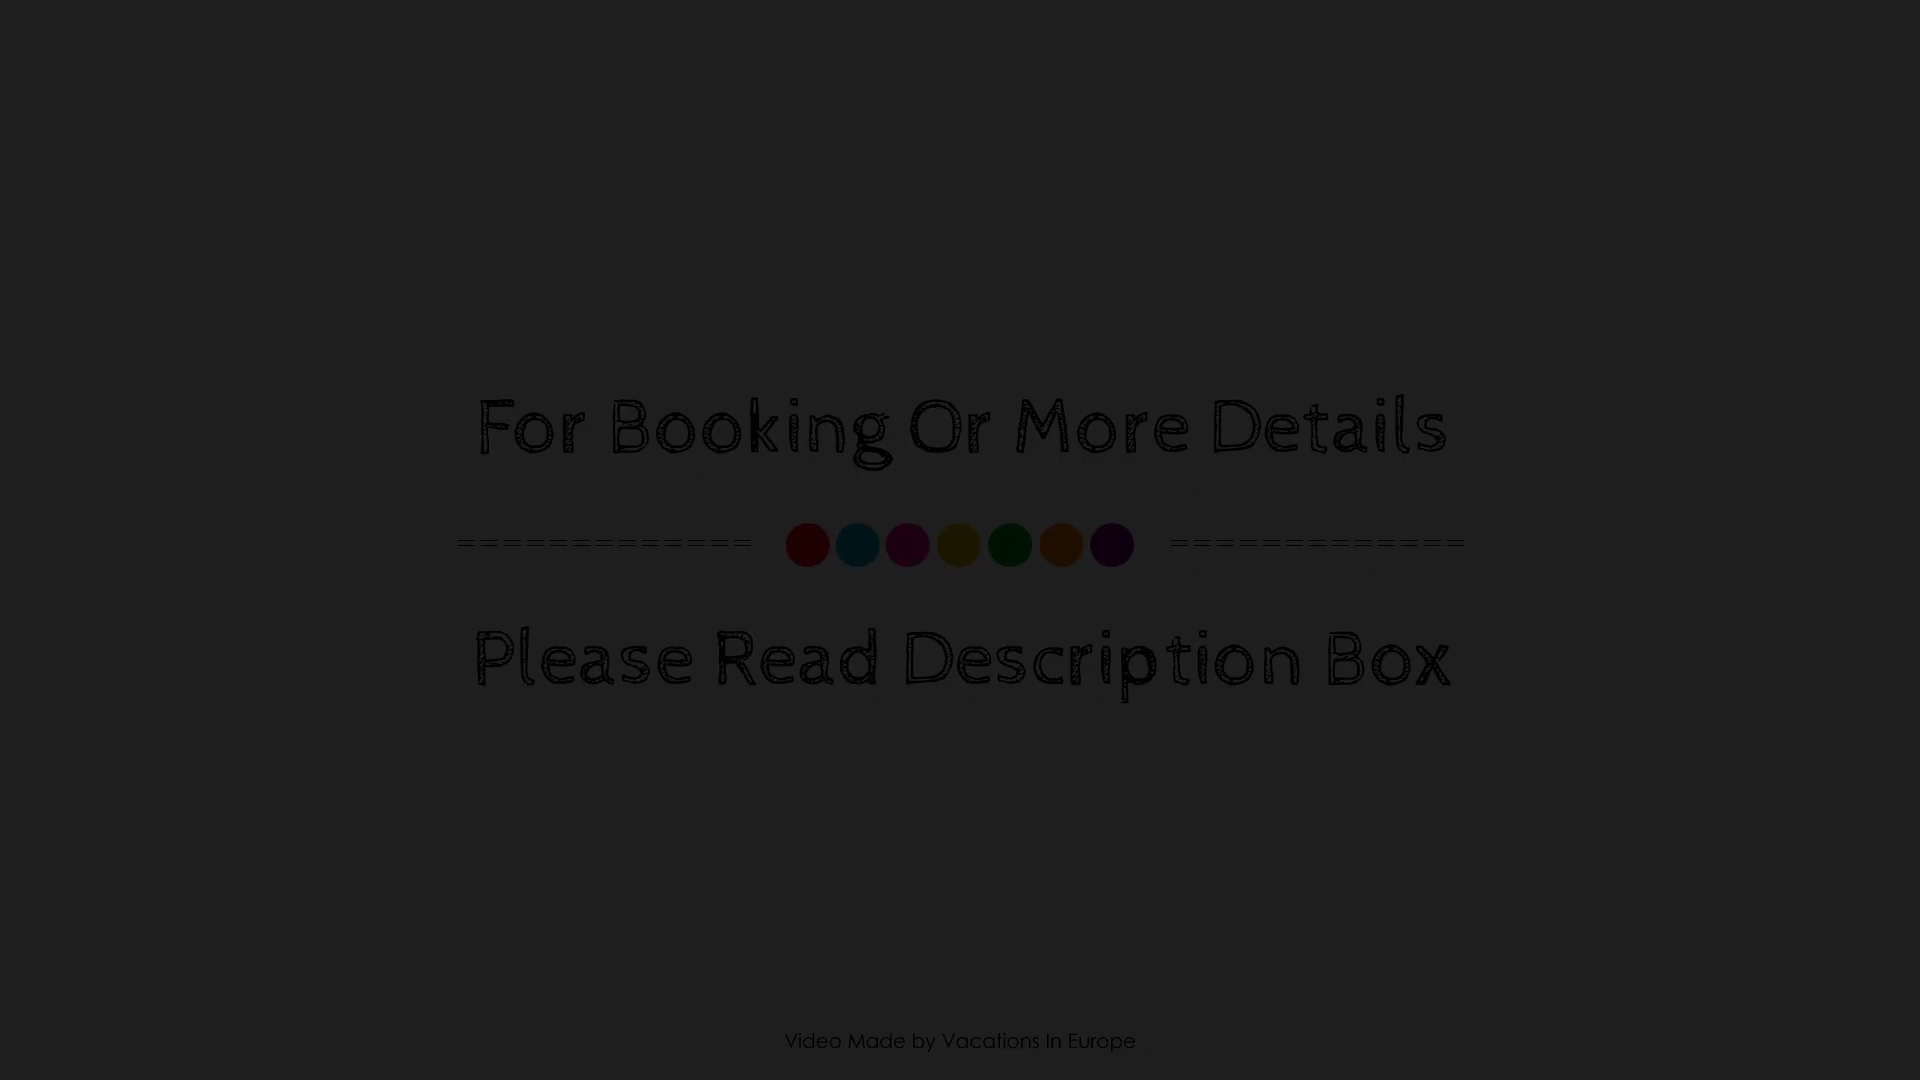 For Booking Or More Details
============= =============
Please Read Description Box
Video Made by Vacations In Europe